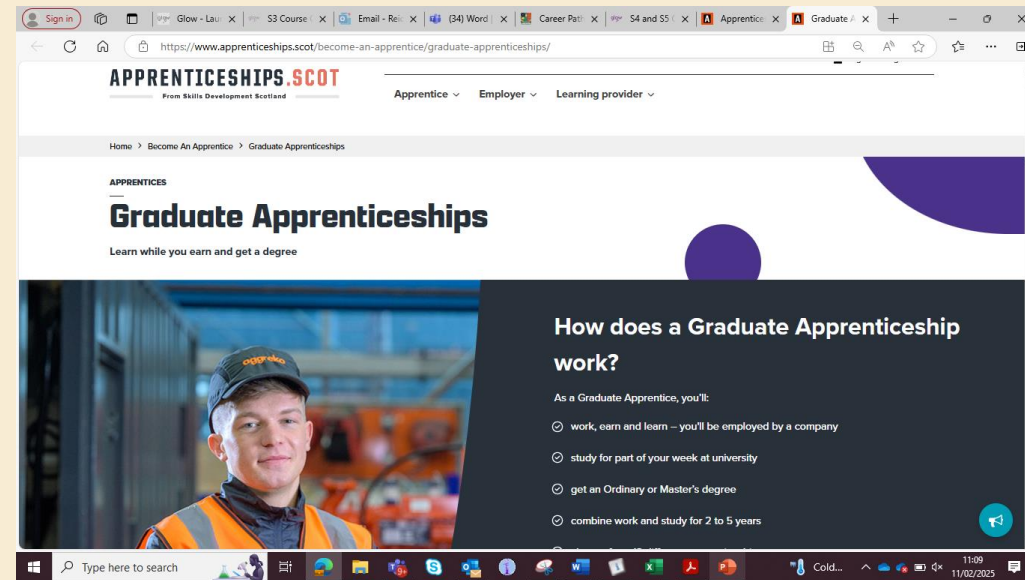 Sign in
Glow - Lau
S3 Course
Email - Rei
(34) Word
Career Path
S4 and S5
Apprentice
Graduate A
https://www.apprenticeships.scot/become-an-apprentice/graduate-apprenticeships/
APPRENTICESHIPS.SCOT
From Skills Development Scotland
Apprentice
Employer
Learning provider
Home > Become An Apprentice > Graduate Apprenticeships
APPRENTICES
Graduate Apprenticeships
Learn while you earn and get a degree
aggreko
How does a Graduate Apprenticeship
work?
As a Graduate Apprentice, you'll:
work, earn and learn – you'll be employed by a company
study for part of your week at university
get an Ordinary or Master's degree
combine work and study for 2 to 5 years
Type here to search
Cold...
11:09
11/02/2025